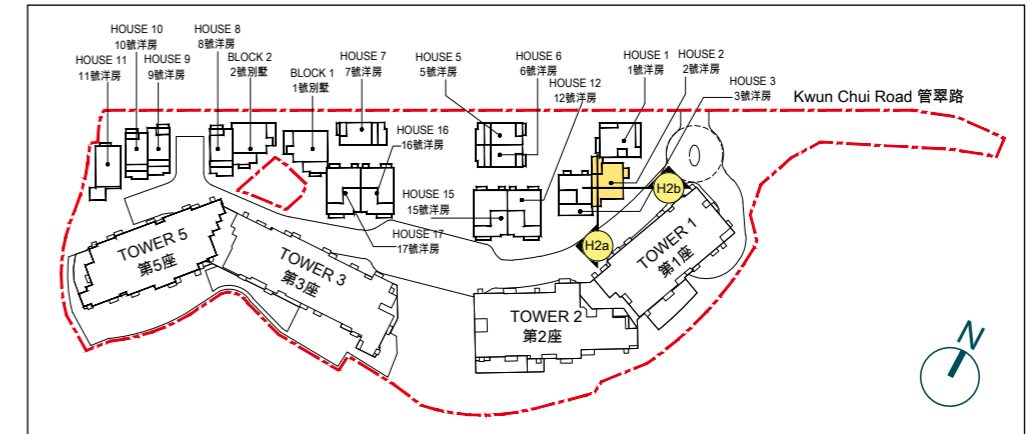 HOUSE 11
11號洋房
HOUSE 10
10號洋房
HOUSE 9
9號洋房
HOUSE 8
8號洋房
BLOCK 2
2號別墅
BLOCK 1
1號別墅
HOUSE 7
7號洋房
HOUSE 16
16號洋房
HOUSE 5
5號洋房
HOUSE 6
6號洋房
HOUSE 12
12號洋房
HOUSE 1
1號洋房
HOUSE 2
2號洋房
HOUSE 3
3號洋房
Kwun Chui Road 管翠路
HOUSE 15
15號洋房
HOUSE 17
17號洋房
H2b
H2a
TOWER 5
第5座
TOWER 3
第3座
TOWER 2
第2座
TOWER 1
第1座
N